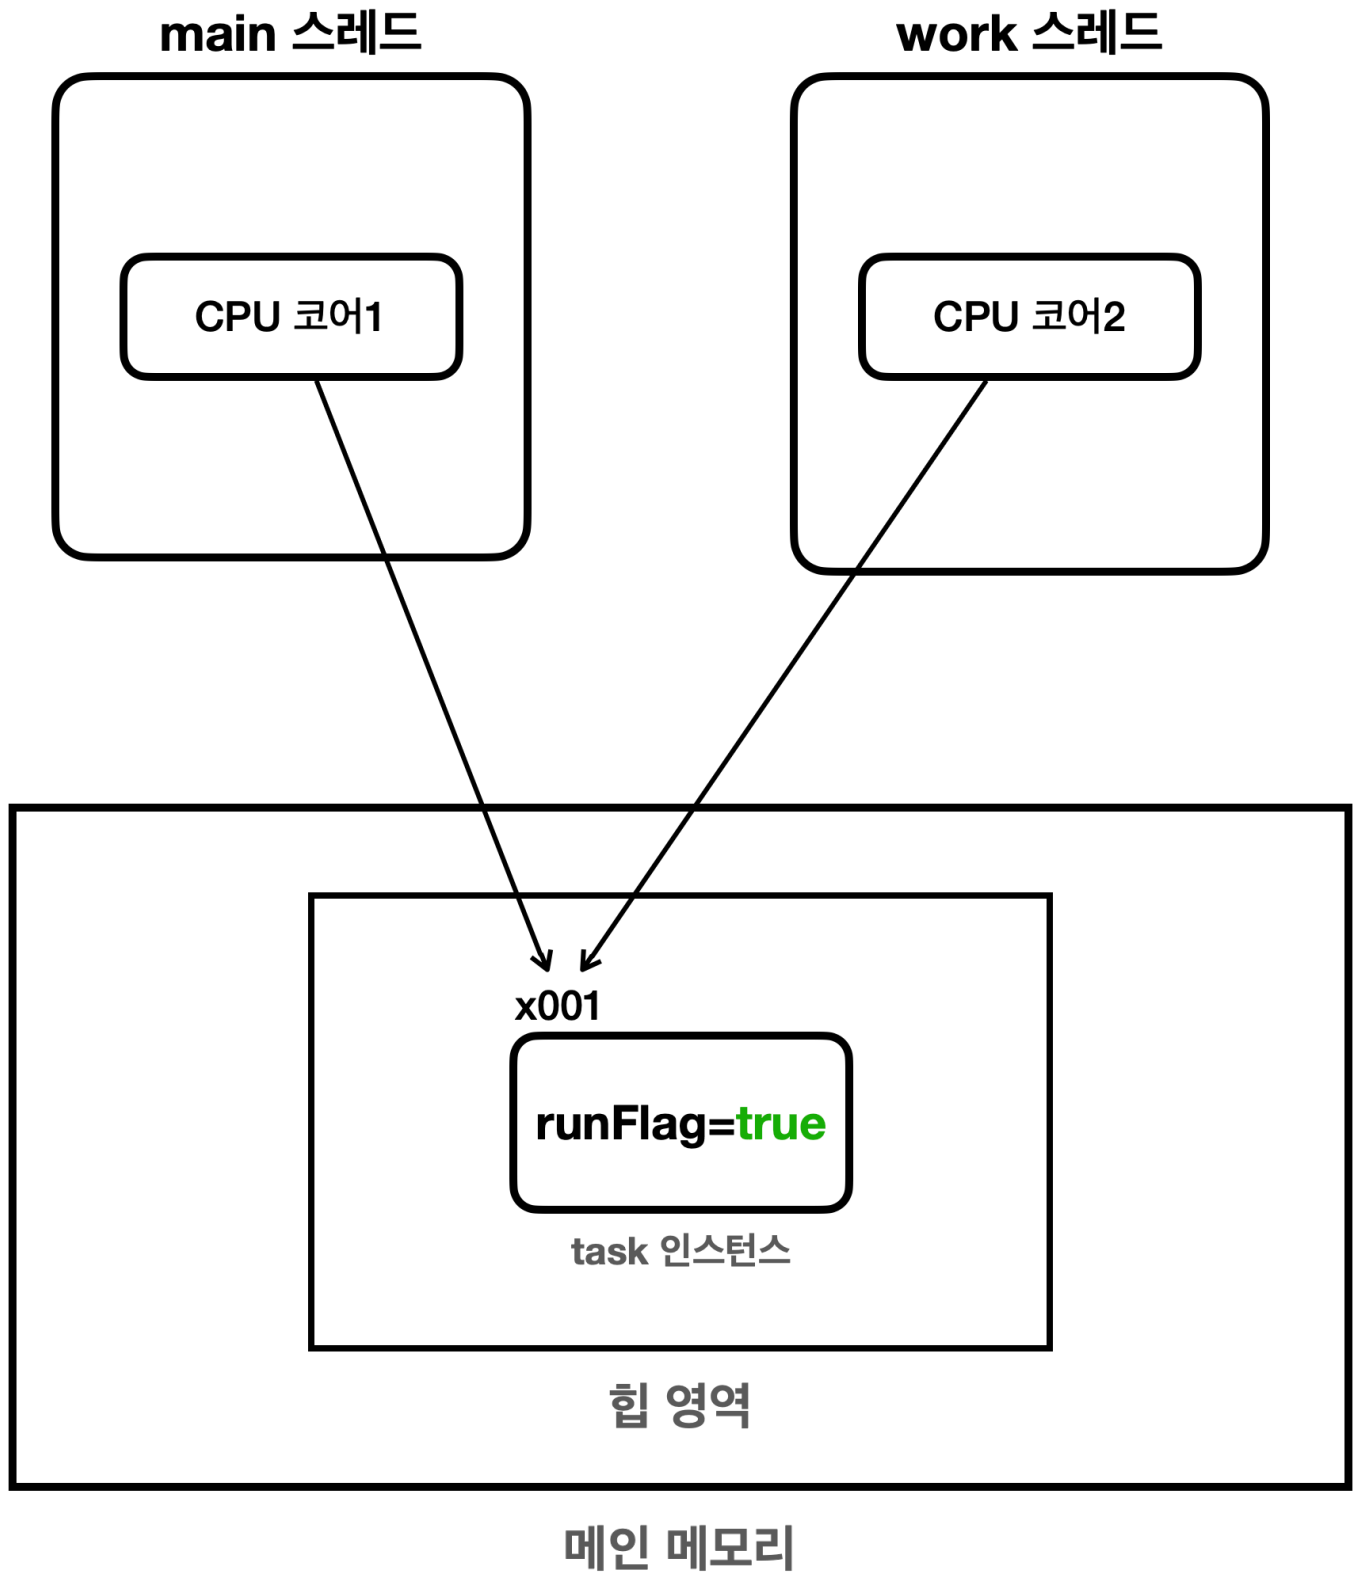 main 스레드
work 스레드
CPU 코어1
CPU 코어2
x001
runFlag=true
task 인스턴스
힙 영역
메인 메모리